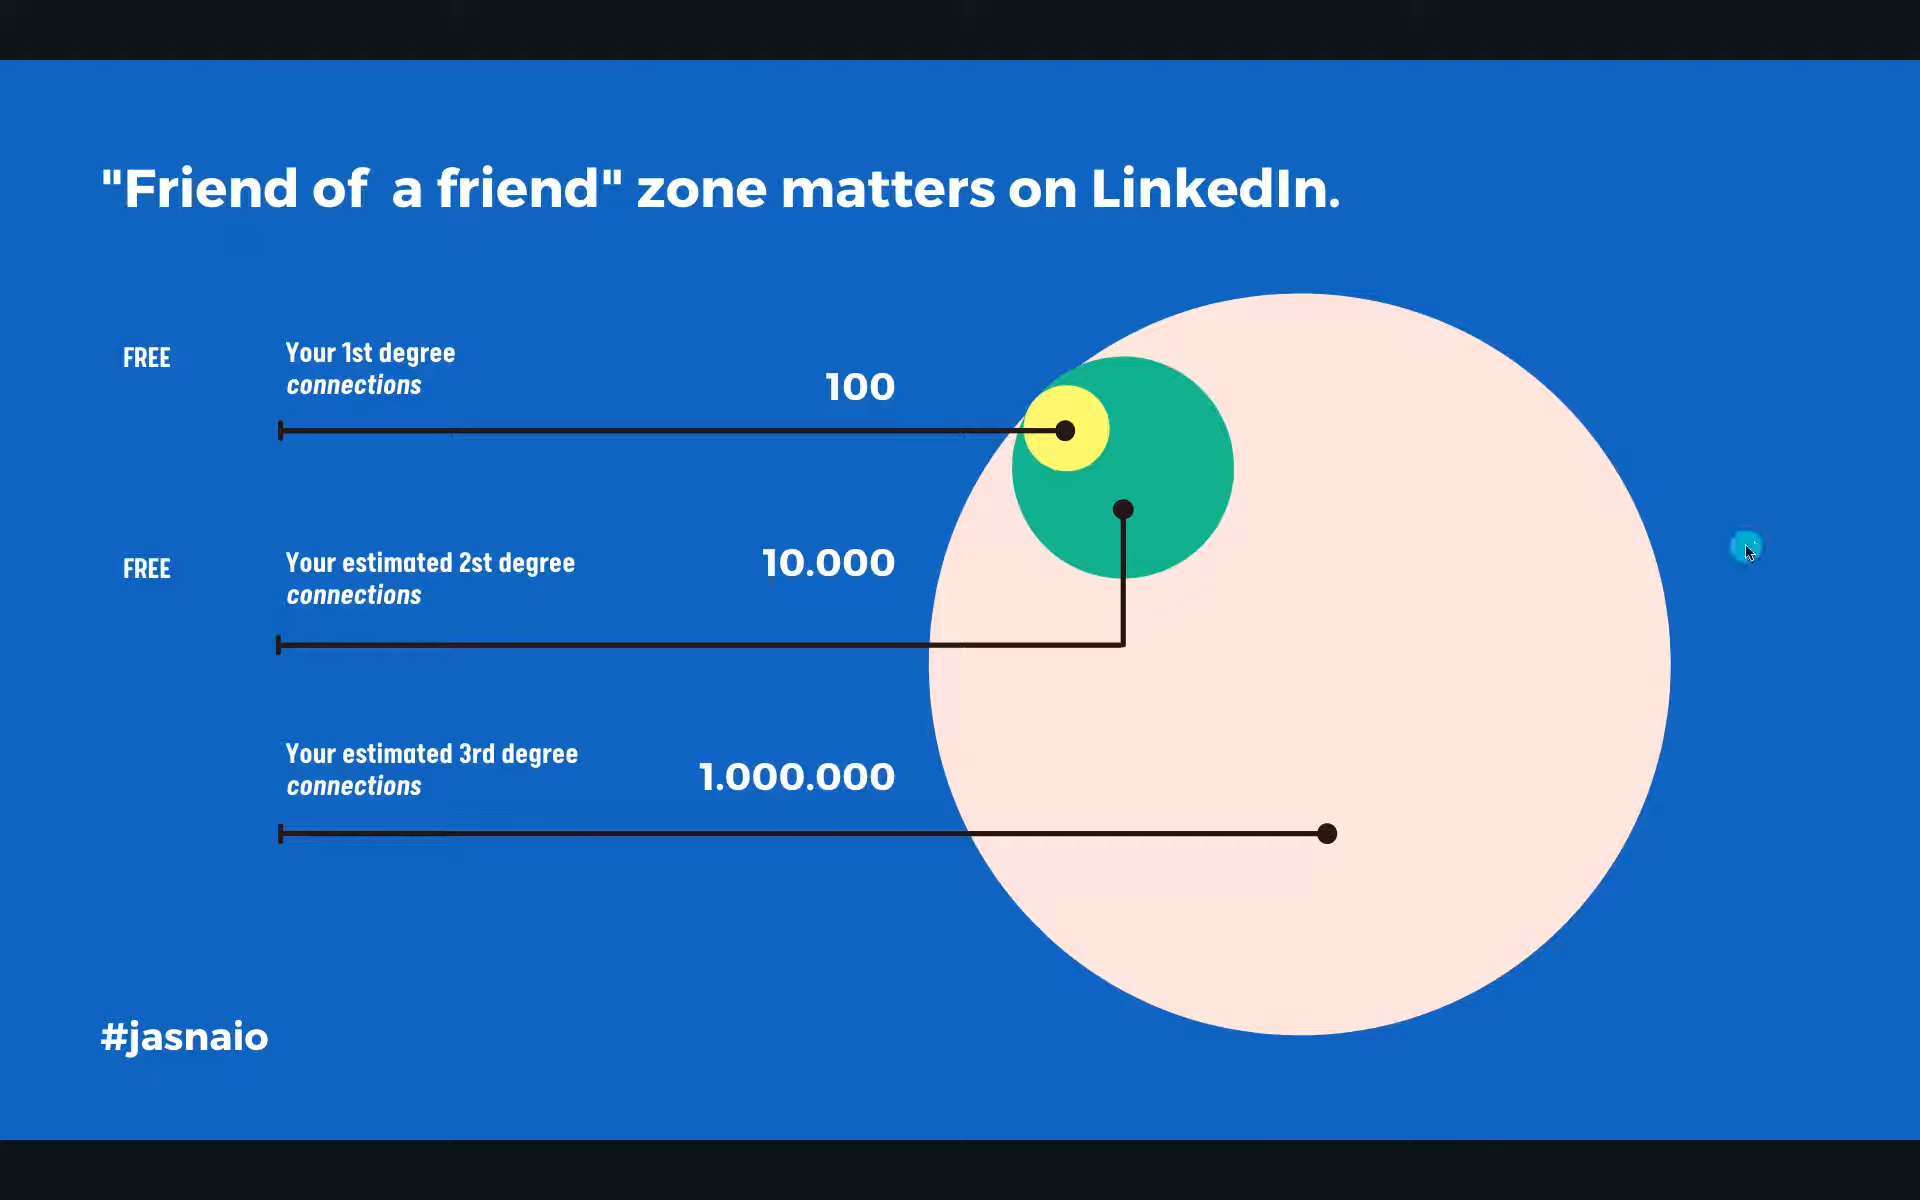 "Friend of a friend" zone matters on LinkedIn.
FREE
Your 1st degree
connections
100
FREE
Your estimated 2st degree
connections
10.000
Your estimated 3rd degree
connections
1.000.000
#jasnaio